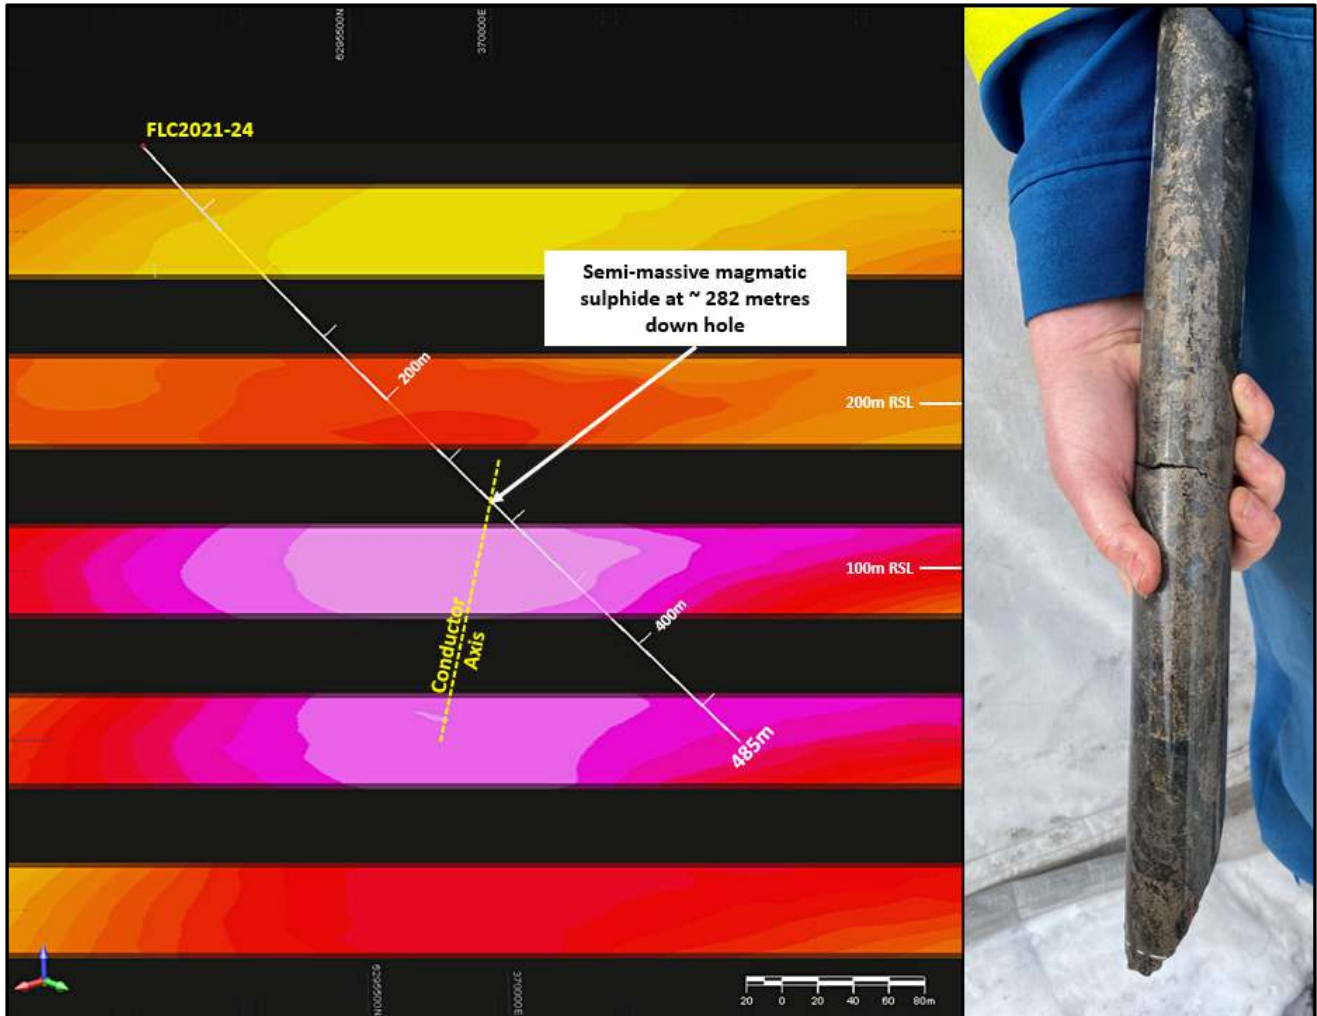 6295500N
370000E
FLC2021-24
Semi-massive magmatic
sulphide at ~ 282 metres
down hole
200m
200m RSL
100m RSL
400m
Conductor
Axis
485m
6295500N
370000E
20 0 20 40 60 80m